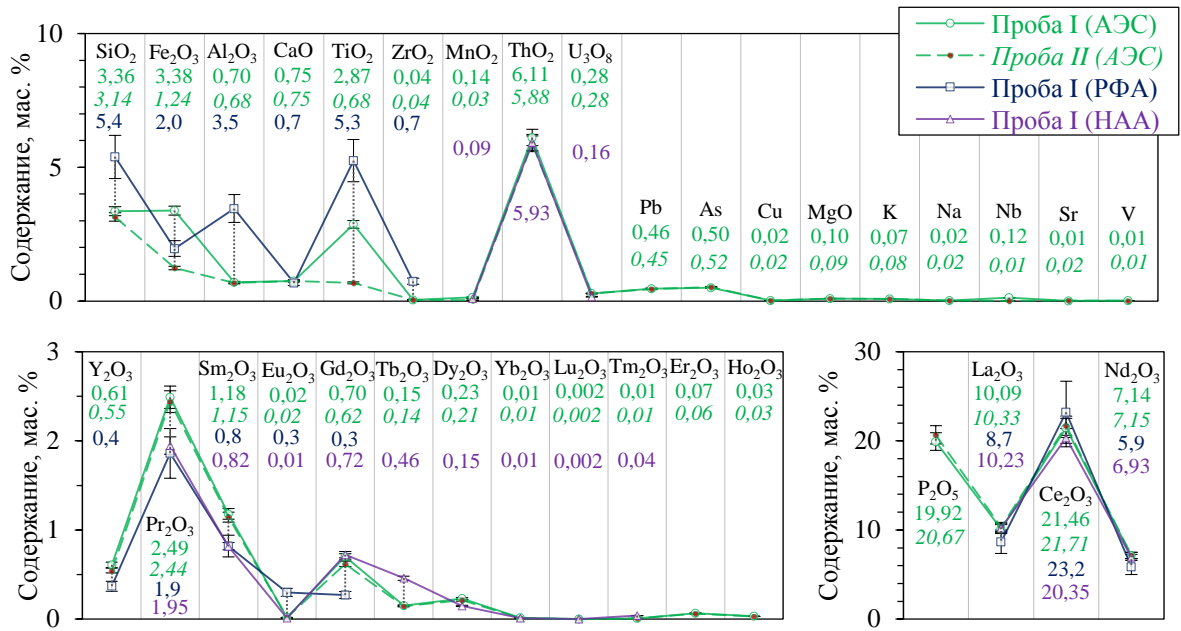 Содержание, мас. %
10
5
0
SiO₂ Fe₂O₃ Al₂O₃ CaO TiO₂ ZrO₂ MnO₂ ThO₂ U₃O₈
3,36 3,38 0,70 0,75 2,87 0,04 0,14 6,11 0,28
3,14 1,24 0,68 0,75 0,68 0,04 0,03 5,88 0,28
5,4 2,0 3,5 0,7 5,3 0,7
0,09 0,16
5,93
Проба I (АЭС)
Проба II (АЭС)
Проба I (РФА)
Проба I (НАА)
Pb As Cu MgO K Na Nb Sr V
0,46 0,50 0,02 0,10 0,07 0,02 0,12 0,01 0,01
0,45 0,52 0,02 0,09 0,08 0,02 0,01 0,02 0,01
Содержание, мас. %
3
2
1
0
Y₂O₃ Sm₂O₃ Eu₂O₃ Gd₂O₃ Tb₂O₃ Dy₂O₃ Yb₂O₃ Lu₂O₃ Tm₂O₃ Er₂O₃ Ho₂O₃
0,61 1,18 0,02 0,70 0,15 0,23 0,01 0,002 0,01 0,07 0,03
0,55 1,15 0,02 0,62 0,14 0,21 0,01 0,002 0,01 0,06 0,03
0,4 0,8 0,3 0,3
0,82 0,01 0,72 0,46 0,15 0,01 0,002 0,04
Pr₂O₃
2,49
2,44
1,9
1,95
Содержание, мас. %
30
20
10
0
La₂O₃ Nd₂O₃
10,09 7,14
10,33 7,15
8,7 5,9
10,23 6,93
P₂O₅ Ce₂O₃
19,92 21,46
20,67 21,71
23,2
20,35